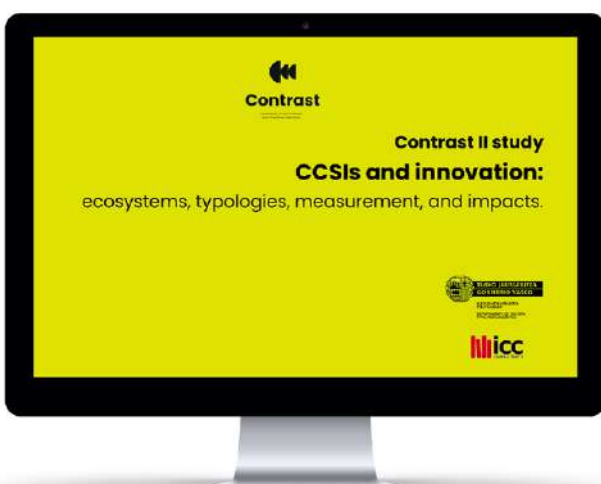 Contrast
Contrast II study
CCSIs and innovation:
ecosystems, typologies, measurement, and impacts.
EUSKO JAURLARITZA
GOBIERNO VASCO
icc